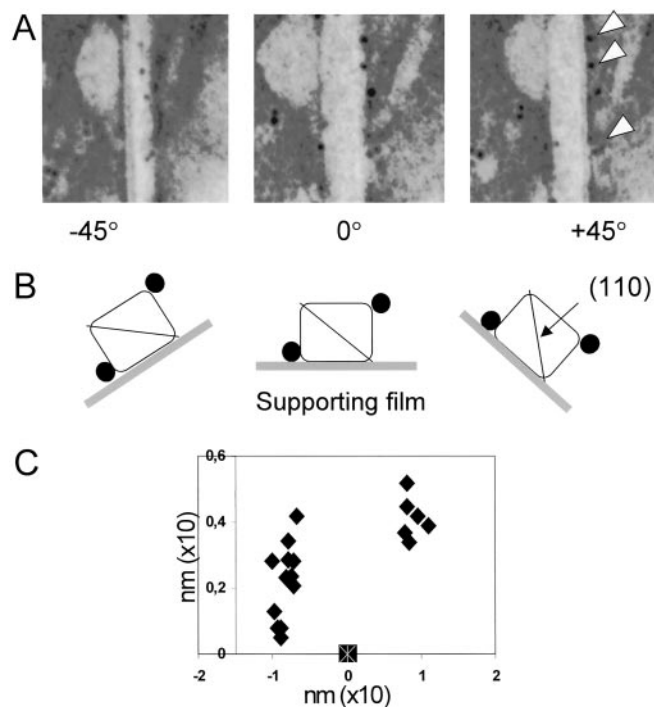 A
-45° 0° +45°
B
(110)
Supporting film
C
nm (x10)
0,6
0,4
0,2
0
-2 -1 0 1 2
nm (x10)